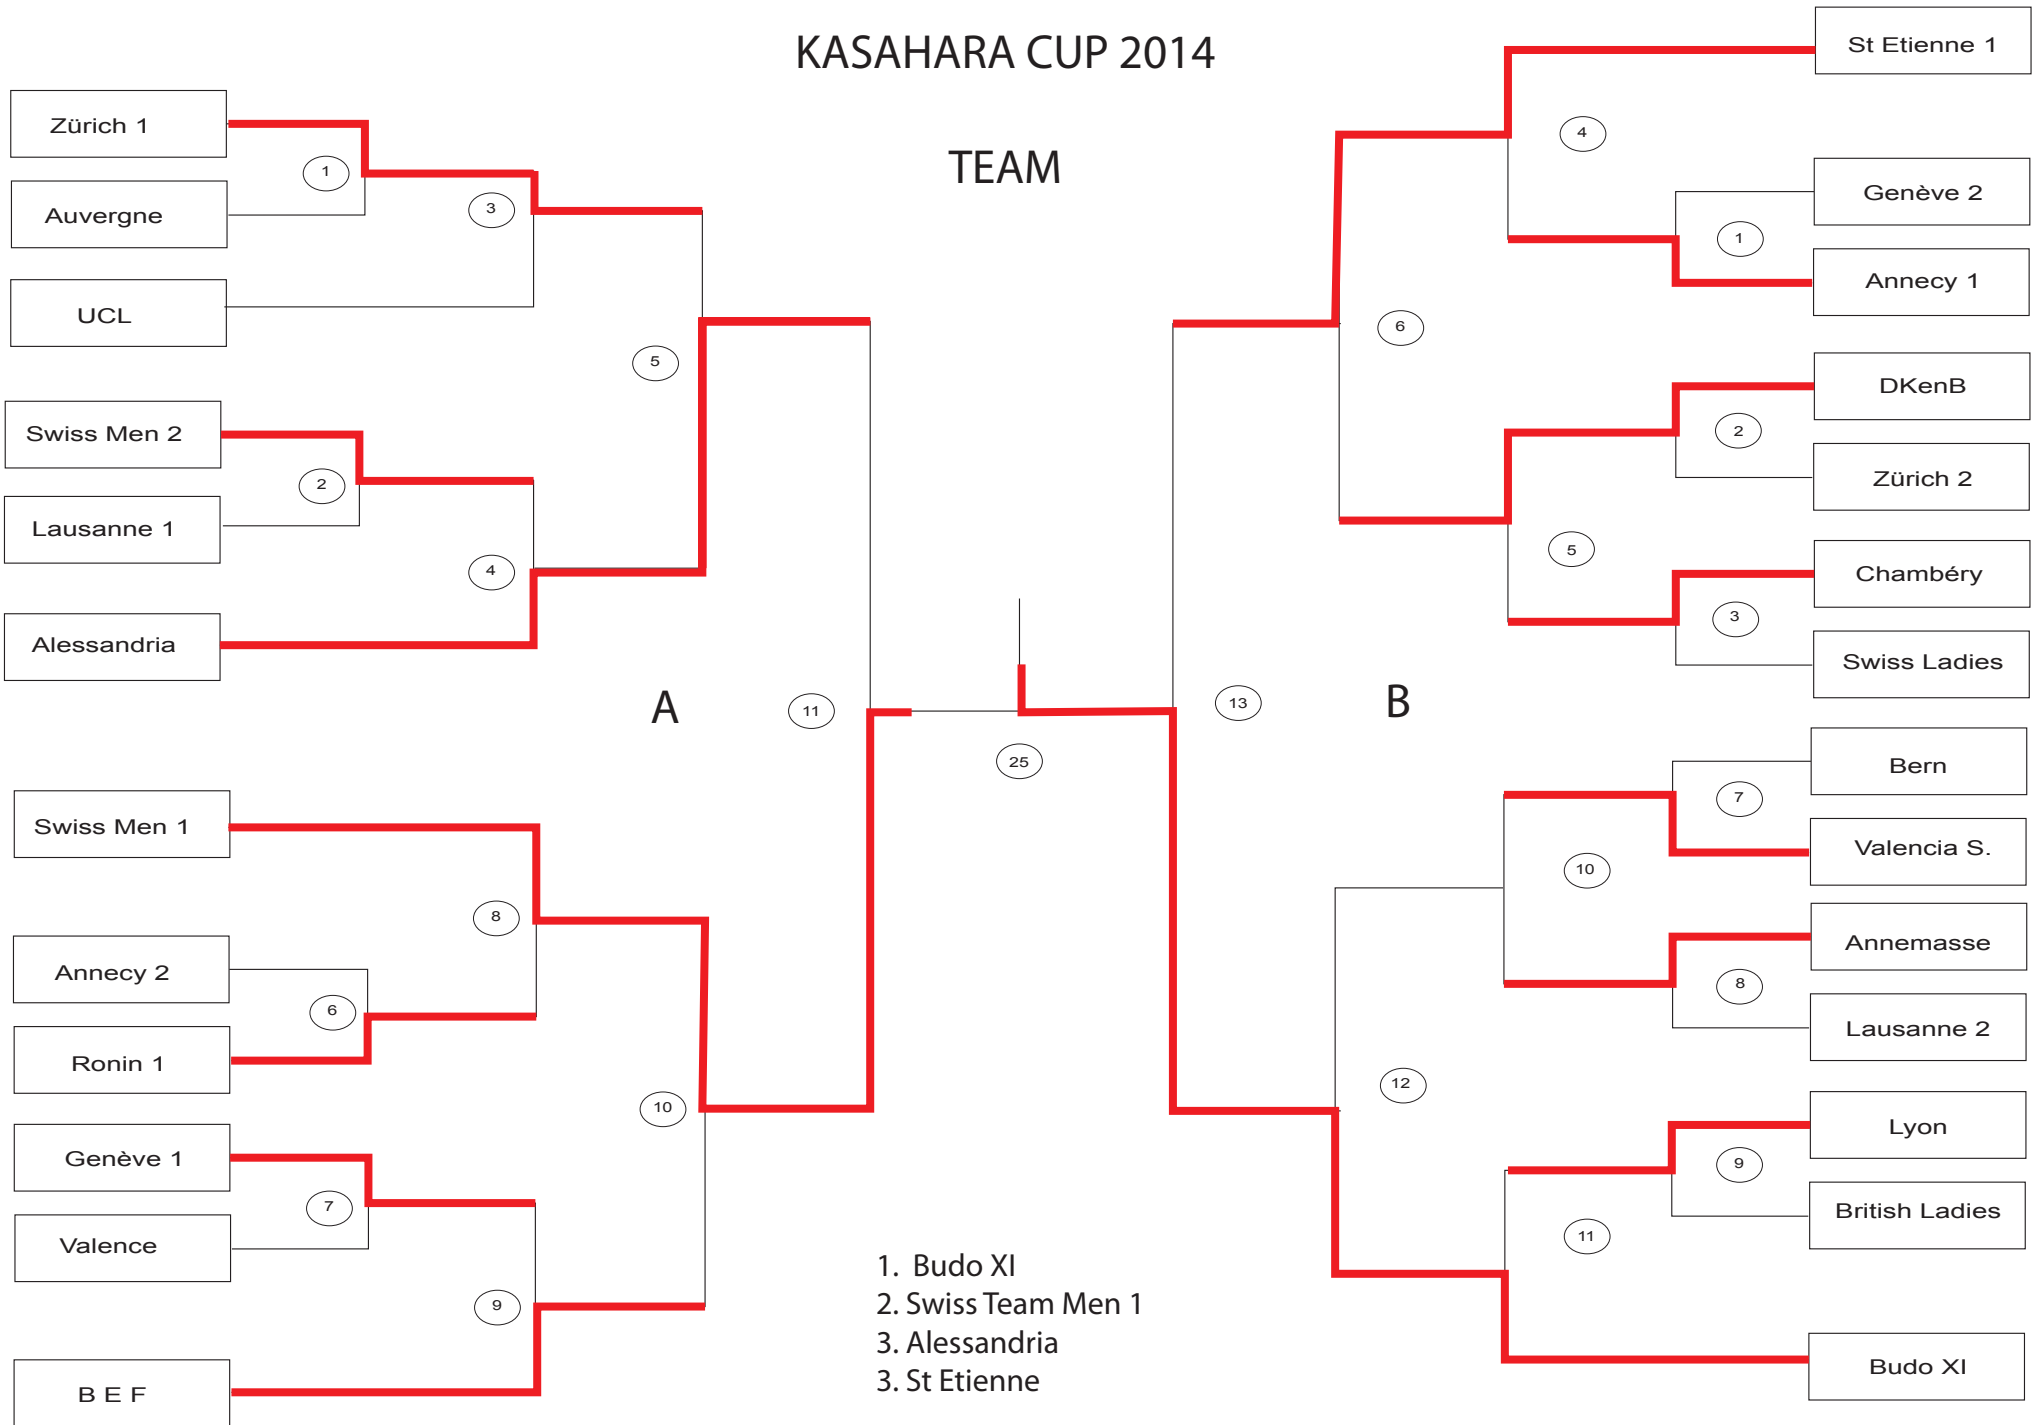 KASAHARA CUP 2014
TEAM
Zürich 1
Auvergne
UCL
Swiss Men 2
Lausanne 1
Alessandria
Swiss Men 1
Annecy 2
Ronin 1
Genève 1
Valence
B E F
1
3
5
2
4
A
11
8
6
10
7
9
25
St Etienne 1
Genève 2
Annecy 1
DKenB
Zürich 2
Chambéry
Swiss Ladies
Bern
Valencia S.
Annemasse
Lausanne 2
Lyon
British Ladies
Budo XI
4
1
6
2
5
3
13
B
7
10
8
12
9
11
1. Budo XI
2. Swiss Team Men 1
3. Alessandria
3. St Etienne